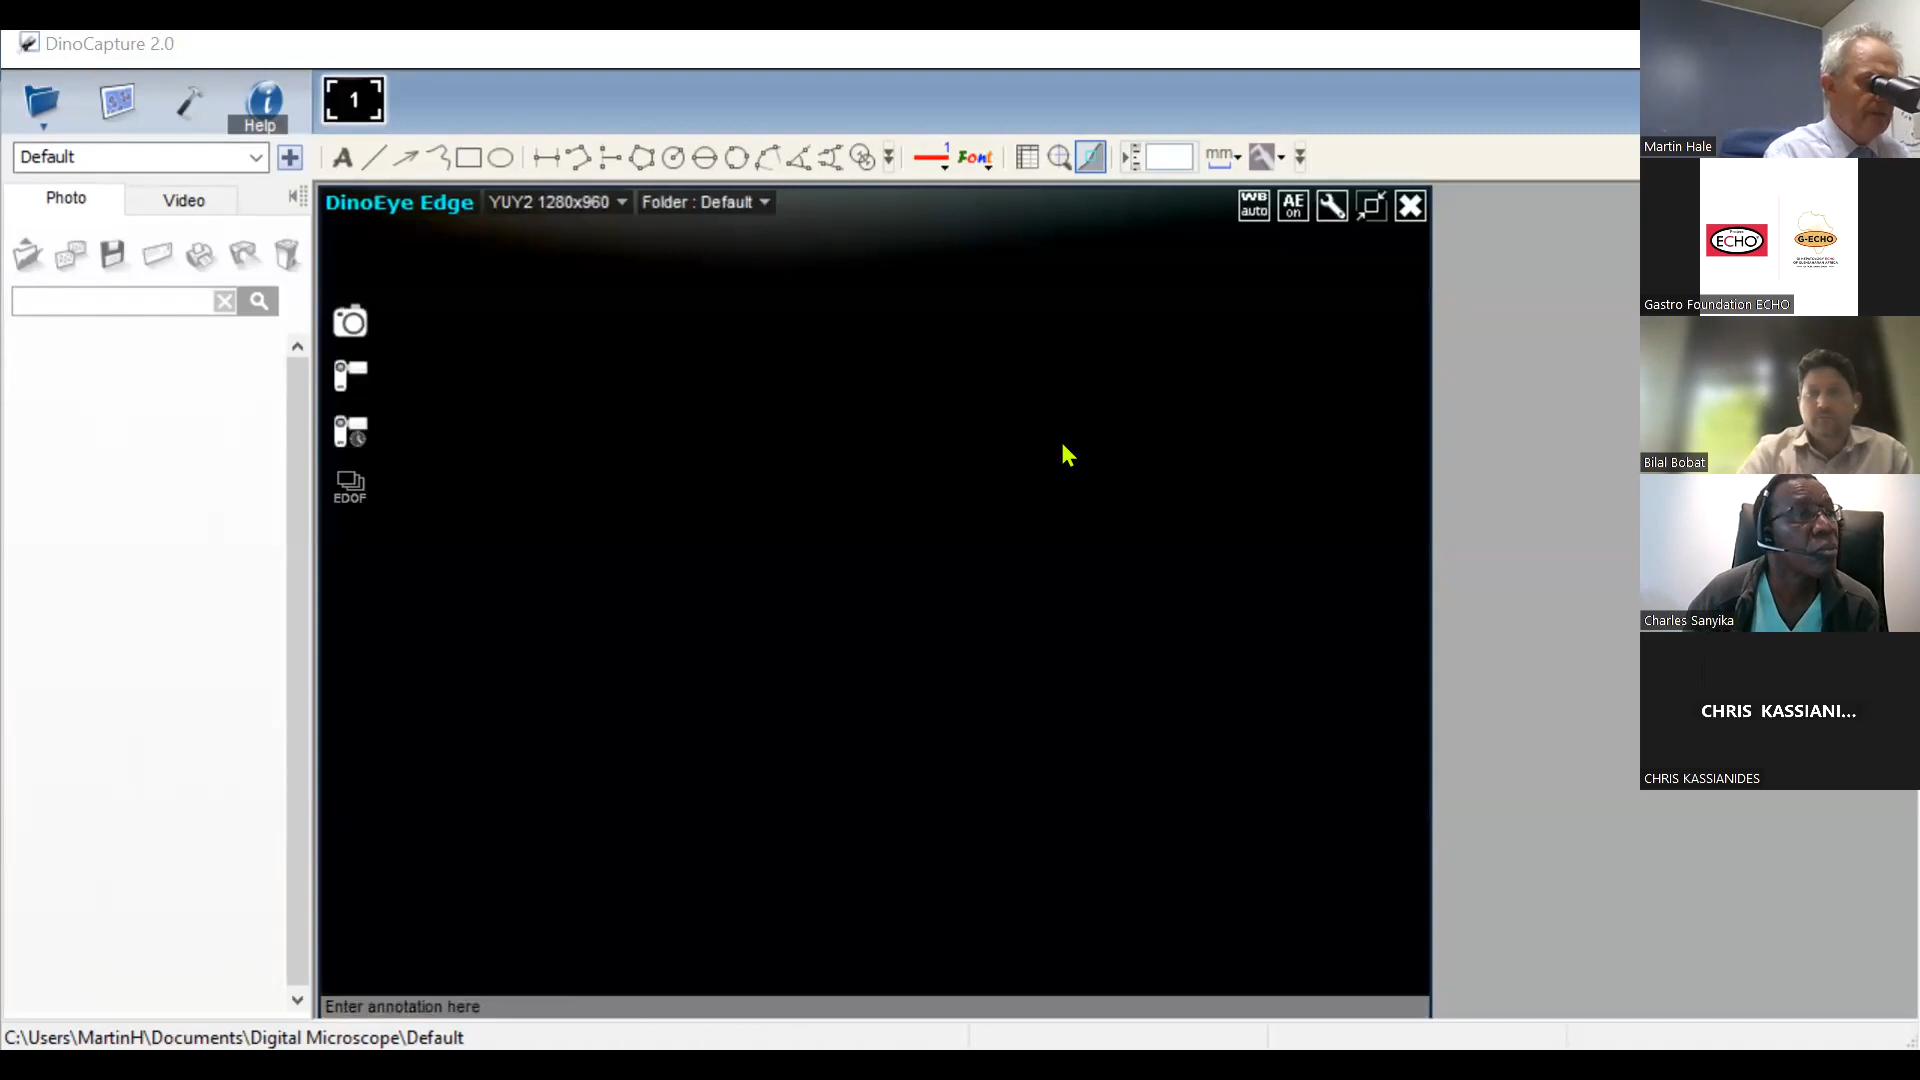 DinoCapture 2.0
1
Help
Default
A
1
Font
mm
Photo
Video
DinoEye Edge
YUY2 1280x960
Folder : Default
WB
auto
AE
on
EDOF
Enter annotation here
C:\Users\MartinH\Documents\Digital Microscope\Default
Martin Hale
Project
ECHO
G-ECHO
Gastro Foundation ECHO
Bilal Bobat
Charles Sanyika
CHRIS KASSIANI...
CHRIS KASSIANIDES